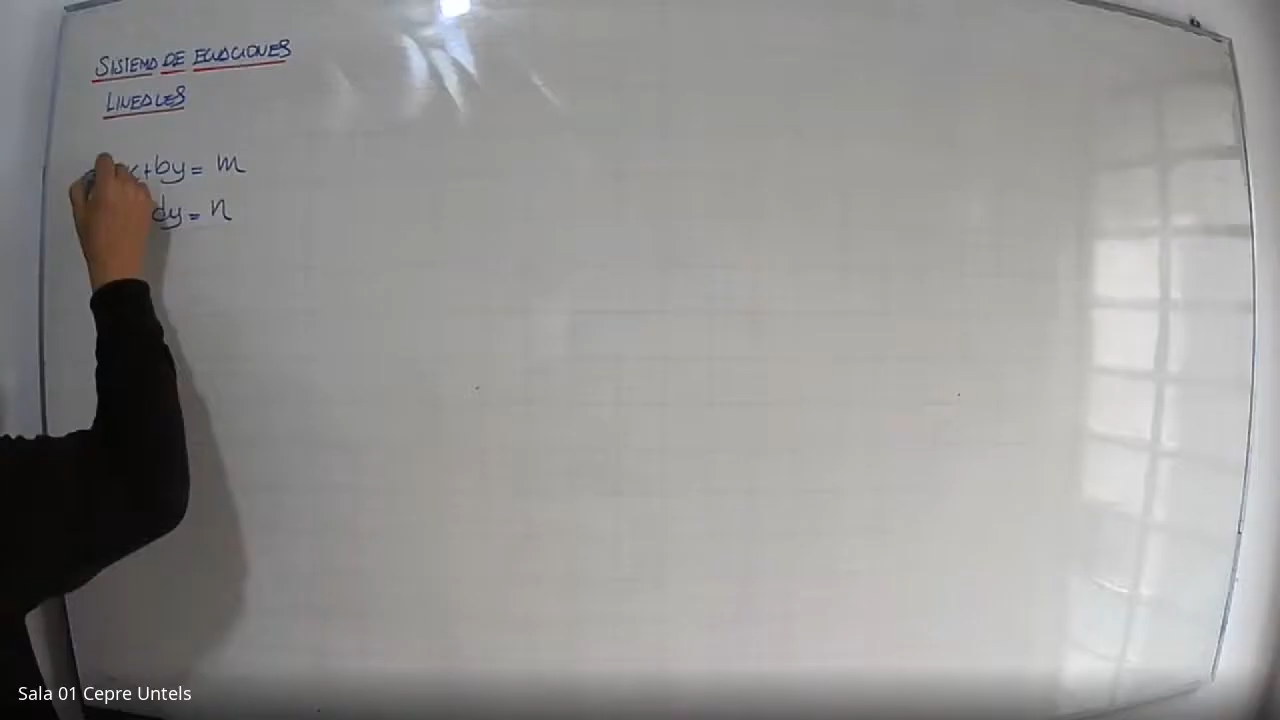 SISTEMA DE ECUACIONES
LINEALES
x+by = m
dy = n
Sala 01 Cepre Untels